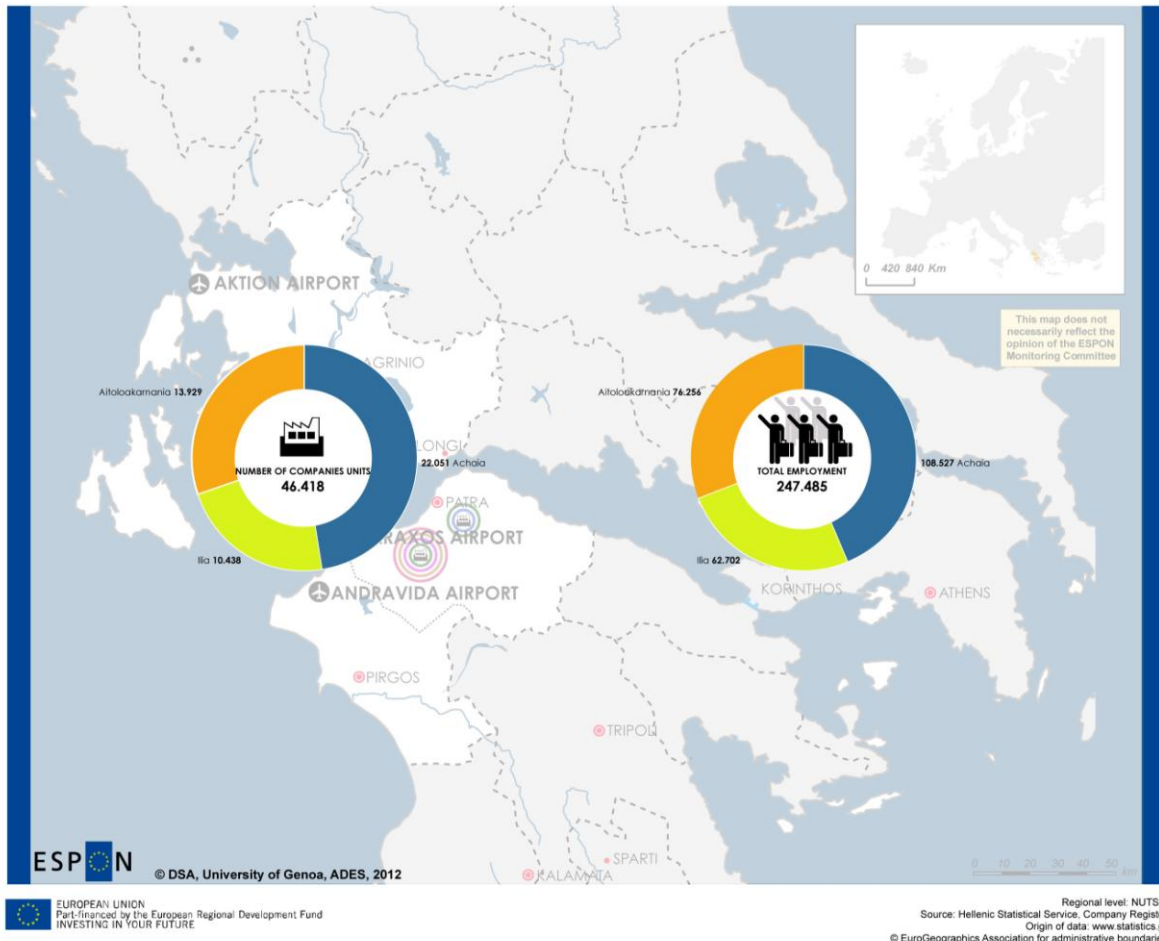 0 420 840 Km
This map does not
necessarily reflect the
opinion of the ESPON
Monitoring Committee
AKTION AIRPORT
AGRINIO
Aitoloakarnania 13.929
NUMBER OF COMPANIES UNITS
46.418
LONGI
22.051 Achaia
Ilia 10.438
76.256
TOTAL EMPLOYMENT
247.485
108.527 Achaia
Ilia 62.702
PATRA
RAXOS AIRPORT
ANDRAVIDA AIRPORT
KORINTHOS
ATHENS
PIRGOS
TRIPOLI
SPARTI
KALAMATA
0 10 20 30 40 50
km
ESPON
© DSA, University of Genoa, ADES, 2012
EUROPEAN UNION
Part-financed by the European Regional Development Fund
INVESTING IN YOUR FUTURE
Regional level: NUTS
Source: Hellenic Statistical Service, Company Regist
Origin of data: www.statistics.
© EuroGeographics Association for administrative boundarie